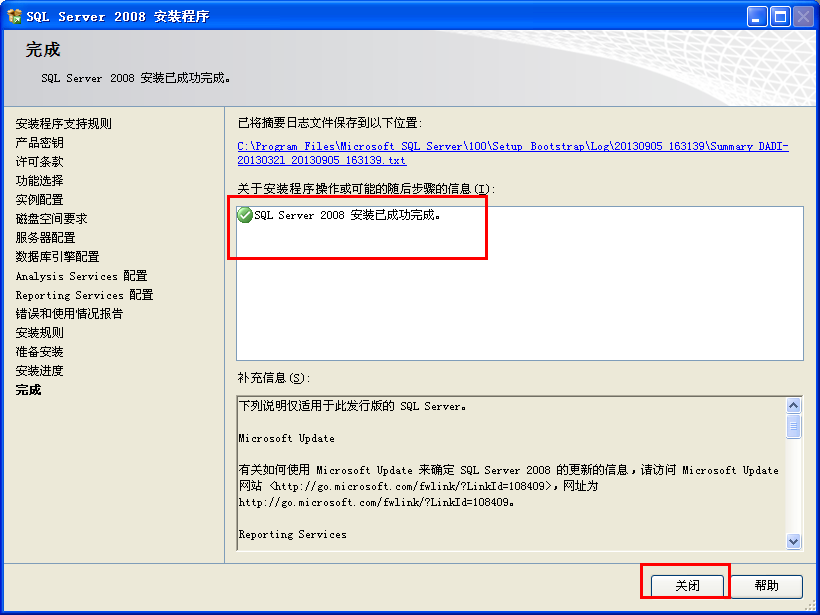 SQL Server 2008 安装程序
完成
SQL Server 2008 安装已成功完成。
安装程序支持规则
产品密钥
许可条款
功能选择
实例配置
磁盘空间要求
服务器配置
数据库引擎配置
Analysis Services 配置
Reporting Services 配置
错误和使用情况报告
安装规则
准备安装
安装进度
完成
已将摘要日志文件保存到以下位置:
C:\Program Files\Microsoft SQL Server\100\Setup Bootstrap\Log\20130905_163139\Summary_DADI-
20130321_20130905_163139.txt
关于安装程序操作或可能的随后步骤的信息(I):
SQL Server 2008 安装已成功完成。
补充信息(S):
下列说明仅适用于此发行版的 SQL Server。
Microsoft Update
有关如何使用 Microsoft Update 来确定 SQL Server 2008 的更新的信息，请访问 Microsoft Update
网站 <http://go.microsoft.com/fwlink/?LinkId=108409>，网址为
http://go.microsoft.com/fwlink/?LinkId=108409。
Reporting Services
关闭
帮助